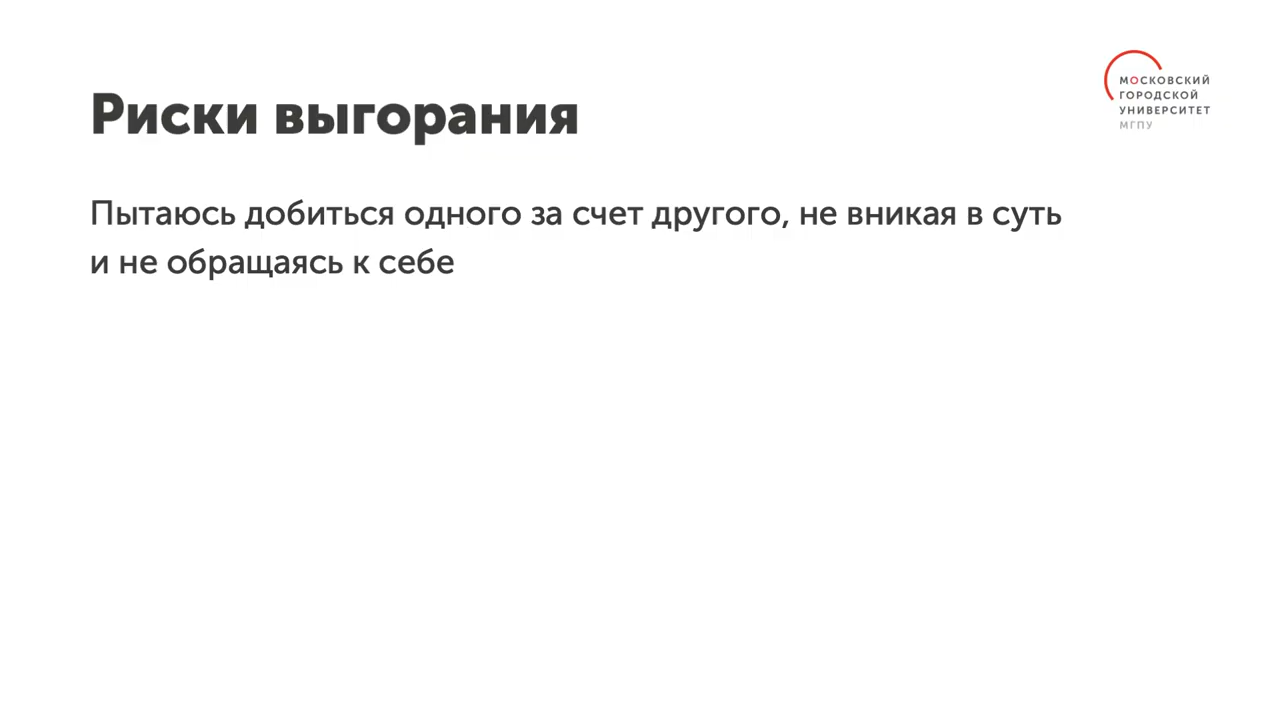 Риски выгорания
МОСКОВСКИЙ
ГОРОДСКОЙ
УНИВЕРСИТЕТ
МГПУ
Пытаюсь добиться одного за счет другого, не вникая в суть
и не обращаясь к себе